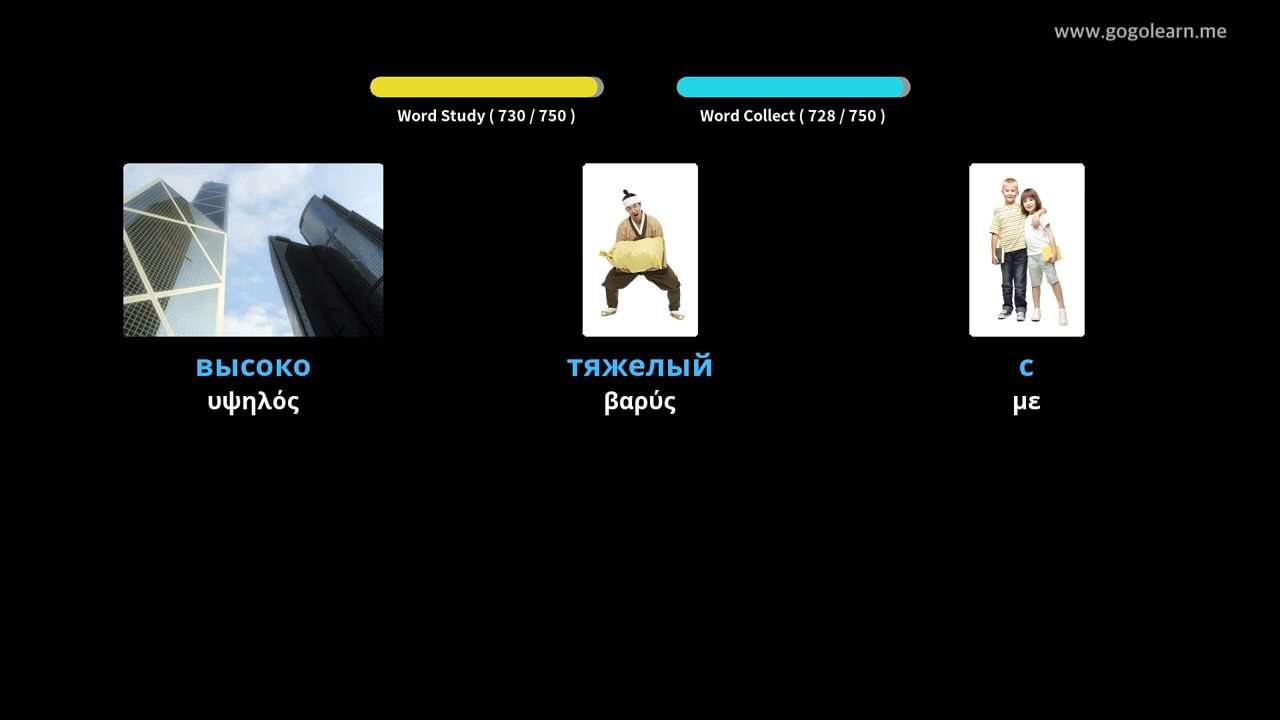 www.gogolearn.me
Word Study ( 730 / 750 )
Word Collect ( 728 / 750 )
высоко
тяжелый
с
υψηλός
βαρύς
με